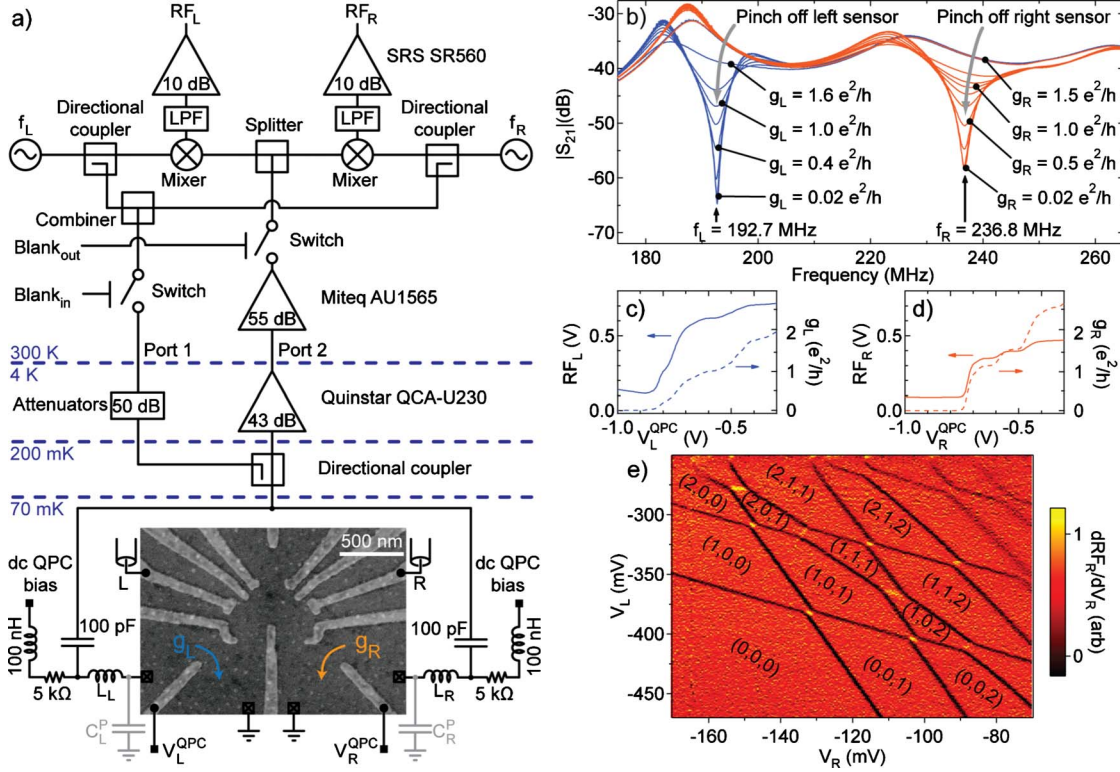 a)
RF_L
RF_R
SRS SR560
10 dB
10 dB
Directional
coupler
LPF
Splitter
LPF
Directional
coupler
f_L
f_R
Mixer
Mixer
Combiner
Blank_out
Switch
Blank_in
Switch
Miteq AU1565
55 dB
300 K
Port 1
Port 2
4 K
Attenuators
50 dB
Quinstar QCA-U230
43 dB
200 mK
Directional coupler
70 mK
500 nm
dc QPC
bias
L
R
dc QPC
bias
100 nH
100 pF
100 pF
100 nH
g_L
g_R
5 kΩ
L_L
L_R
5 kΩ
C_L^P
C_R^P
V_L^QPC
V_R^QPC
b)
-30
-40
-50
-60
-70
|S_21|(dB)
Pinch off left sensor
Pinch off right sensor
g_L = 1.6 e²/h
g_L = 1.0 e²/h
g_L = 0.4 e²/h
g_L = 0.02 e²/h
g_R = 1.5 e²/h
g_R = 1.0 e²/h
g_R = 0.5 e²/h
g_R = 0.02 e²/h
f_L = 192.7 MHz
f_R = 236.8 MHz
180
200
220
240
260
Frequency (MHz)
c)
RF_L (V)
0.5
0.0
g_L (e²/h)
2
1
0
-1.0
-0.5
V_L^QPC (V)
d)
RF_R (V)
0.5
0.0
g_R (e²/h)
2
1
0
-1.0
-0.5
V_R^QPC (V)
e)
V_L (mV)
-300
-350
-400
-450
(2,0,0)
(2,0,1)
(2,1,1)
(2,1,2)
(1,0,0)
(1,0,1)
(1,1,1)
(1,1,2)
(1,0,2)
(0,0,0)
(0,0,1)
(0,0,2)
-160
-140
-120
-100
-80
V_R (mV)
1
0
dRF_R/dV_R (arb)